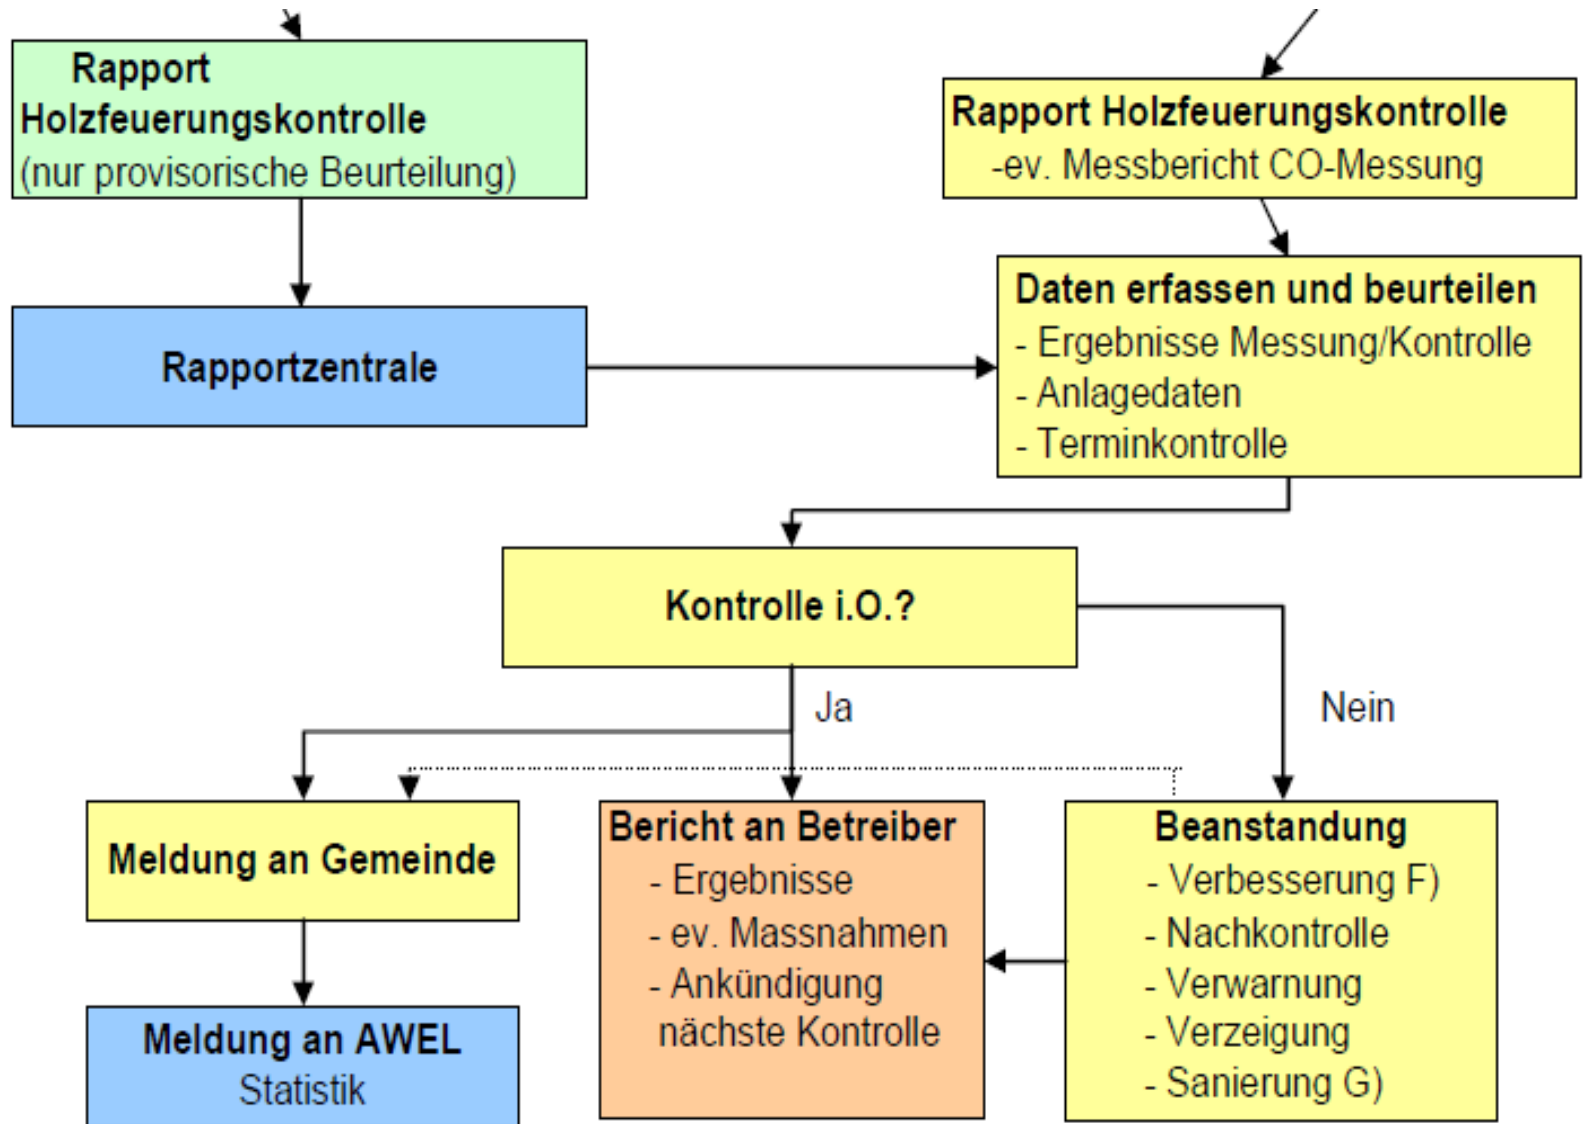 Rapport
Holzfeuerungskontrolle
(nur provisorische Beurteilung)
Rapport Holzfeuerungskontrolle
-ev. Messbericht CO-Messung
Rapportzentrale
Daten erfassen und beurteilen
- Ergebnisse Messung/Kontrolle
- Anlagedaten
- Terminkontrolle
Kontrolle i.O.?
Ja
Nein
Meldung an Gemeinde
Bericht an Betreiber
- Ergebnisse
- ev. Massnahmen
- Ankündigung
nächste Kontrolle
Beanstandung
- Verbesserung F)
- Nachkontrolle
- Verwarnung
- Verzeigung
- Sanierung G)
Meldung an AWEL
Statistik